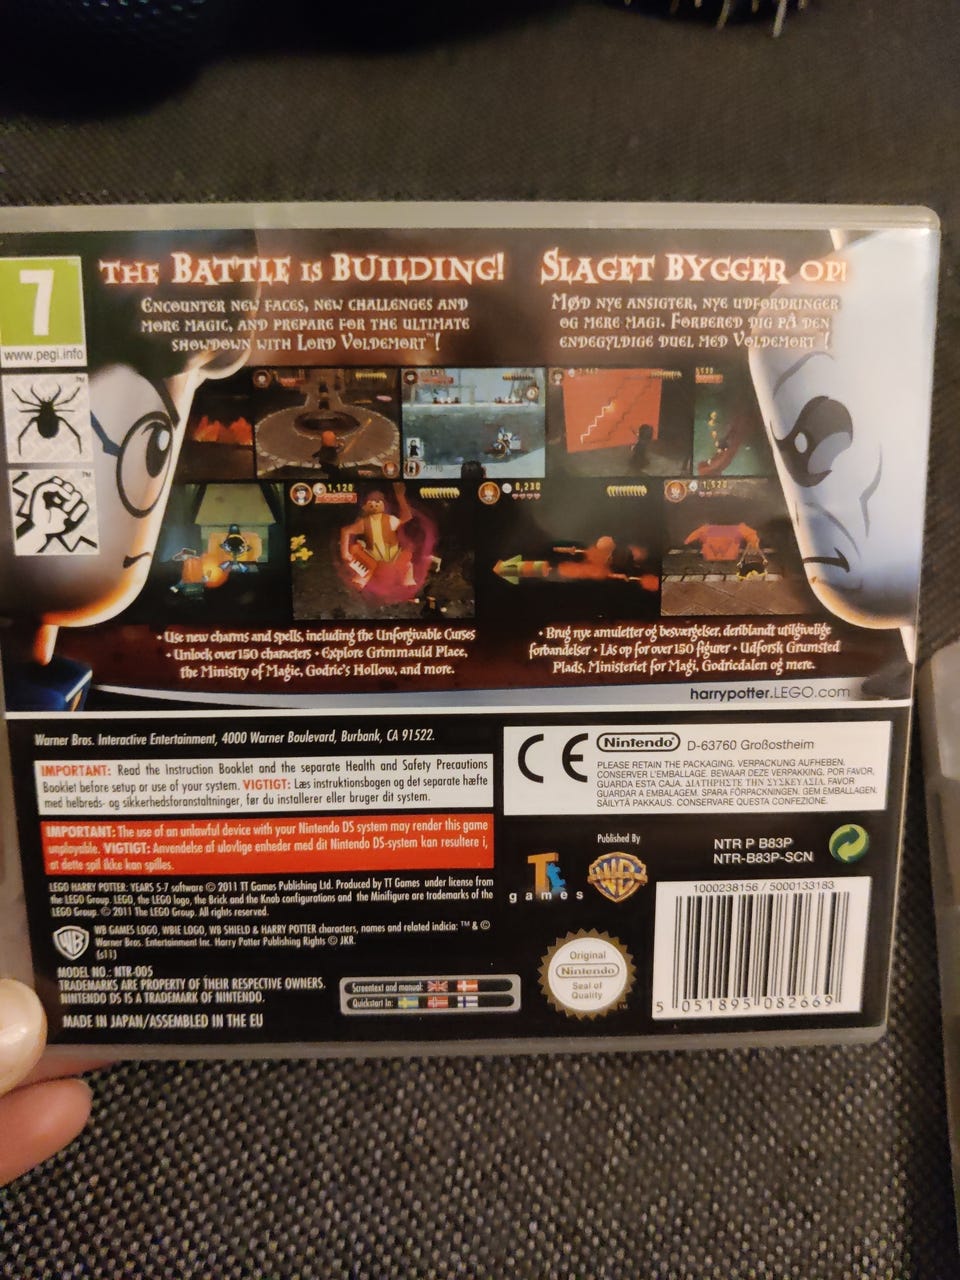 7
www.pegi.info
THE BATTLE IS BUILDING!
ENCOUNTER NEW FACES, NEW CHALLENGES AND
MORE MAGIC, AND PREPARE FOR THE ULTIMATE
SHOWDOWN WITH LORD VOLDEMORT™!
SLAGET BYGGER OP!
MØD NYE ANSIGTER, NYE UDFORDRINGER
OG MERE MAGI. FORBERED DIG PÅ DEN
ENDEGYLDIGE DUEL MED VOLDEMORT™!
1,120
8,230
1,520
• Use new charms and spells, including the Unforgivable Curses
• Unlock over 150 characters • Explore Grimmauld Place,
the Ministry of Magic, Godric's Hollow, and more.
• Brug nye amuletter og besværgelser, deriblandt utilgivelige
forbandelser • Lås op for over 150 figurer • Udforsk Grumsted
Plads, Ministeriet for Magi, Godricdalen og mere.
harrypotter.LEGO.com
Warner Bros. Interactive Entertainment, 4000 Warner Boulevard, Burbank, CA 91522.
IMPORTANT: Read the Instruction Booklet and the separate Health and Safety Precautions
Booklet before setup or use of your system. VIGTIGT: Læs instruktionsbogen og det separate hæfte
med helbreds- og sikkerhedsforanstaltninger, før du installerer eller bruger dit system.
IMPORTANT: The use of an unlawful device with your Nintendo DS system may render this game
unplayable. VIGTIGT: Anvendelse af ulovlige enheder med dit Nintendo DS-system kan resultere i,
at dette spil ikke kan spilles.
LEGO HARRY POTTER: YEARS 5-7 software © 2011 TT Games Publishing Ltd. Produced by TT Games under license from
the LEGO Group. LEGO, the LEGO logo, the Brick and the Knob configurations and the Minifigure are trademarks of the
LEGO Group. © 2011 The LEGO Group. All rights reserved.
WB GAMES LOGO, WBIE LOGO, WB SHIELD & HARRY POTTER characters, names and related indicia: ™ & ©
Warner Bros. Entertainment Inc. Harry Potter Publishing Rights © JKR.
(s11)
MODEL NO.: NTR-005
TRADEMARKS ARE PROPERTY OF THEIR RESPECTIVE OWNERS.
NINTENDO DS IS A TRADEMARK OF NINTENDO.
MADE IN JAPAN/ASSEMBLED IN THE EU
Screentext and manual:
Quickstart in:
CE Nintendo® D-63760 Großostheim
PLEASE RETAIN THE PACKAGING. VERPACKUNG AUFHEBEN.
CONSERVER L'EMBALLAGE. BEWAAR DEZE VERPAKKING. POR FAVOR,
GUARDA ESTA CAJA. ΔΙΑΤΗΡΗΣΤΕ ΤΗΝ ΣΥΣΚΕΥΑΣΙΑ. FAVOR
GUARDAR A EMBALAGEM. SPARA FÖRPACKNINGEN. GEM EMBALLAGEN.
SÄILYTÄ PAKKAUS. CONSERVARE QUESTA CONFEZIONE.
Published By
TT games
WB
NTR P B83P
NTR-B83P-SCN
1000238156 / 5000133183
5 051895 082669
Original
Nintendo
Seal of
Quality
TM